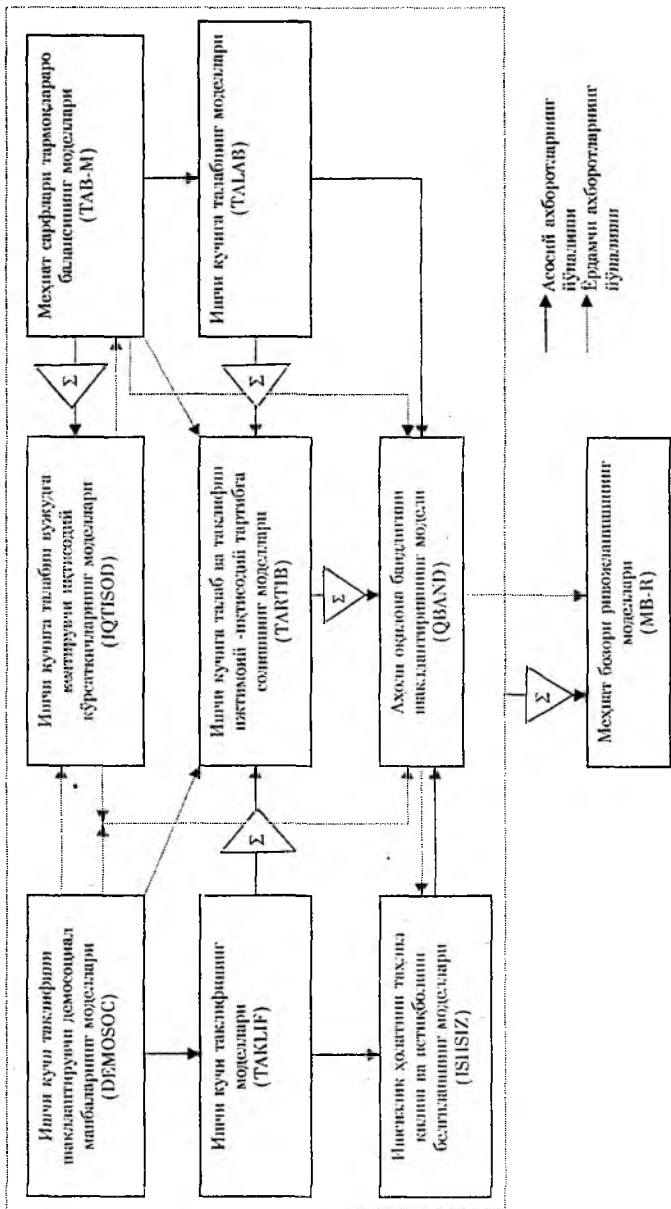 Ишчи кучи таклифини
шакллантирувчи демосоциал
манбаларнинг моделлари
(DEMOSOC)
Ишчи кучига талабни вужудга
келтирувчи иқтисодий
кўрсаткичларнинг моделлари
(IQTISOD)
Меҳнат сарфлари тармоқлараро
балансининг моделлари
(TAB-M)
Σ
Ишчи кучи таклифининг
моделлари
(TAKLIF)
Σ
Ишчи кучига талаб ва таклифни
ижтимоий -иқтисодий тартибга
солишнинг моделлари
(TARTIB)
Σ
Ишчи кучига талабнинг моделлари
(TALAB)
Σ
Ишсизлик ҳолатини таҳлил
қилиш ва истиқболини
белгилашнинг моделлари
(ISHSIZ)
Аҳоли оқилона бандлигини
шакллантиришнинг модели
(QBAND)
Σ
Меҳнат бозори ривожланишининг
моделлари
(MB-R)
Асосий ахборотларнинг
йўналиши
Ёрдамчи ахборотларнинг
йўналиши